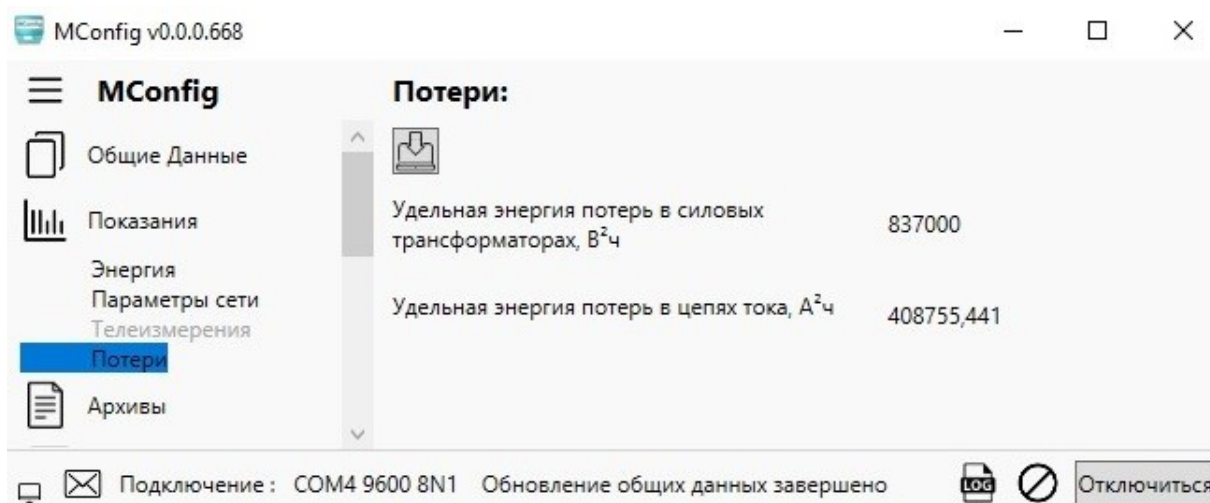 MConfig v0.0.0.668
MConfig
Общие Данные
Показания
Энергия
Параметры сети
Телеизмерения
Потери
Архивы
Потери:
Удельная энергия потерь в силовых
трансформаторах, В²ч
837000
Удельная энергия потерь в цепях тока, А²ч
408755,441
Подключение : COM4 9600 8N1 Обновление общих данных завершено
LOG
Отключиться